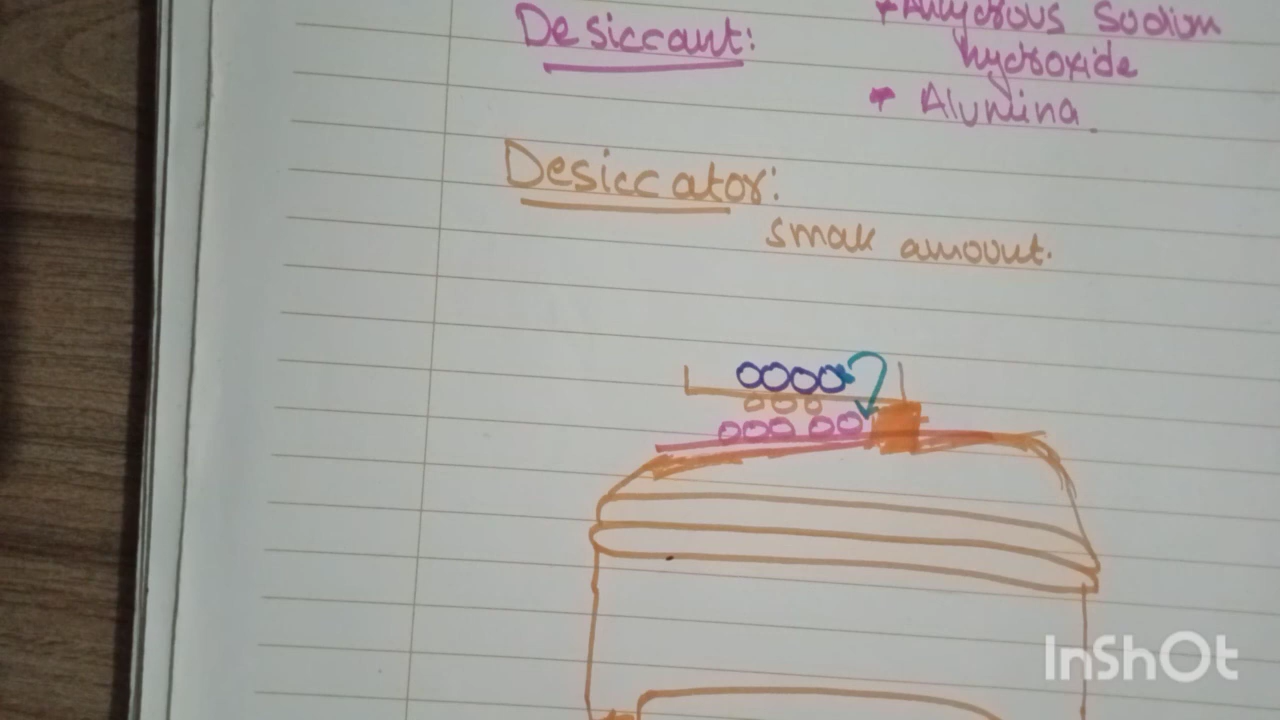 Desiccant:
* Anhydrous Sodium
hydroxide
* Alumina.
Desiccator:
small amount.
InShOt